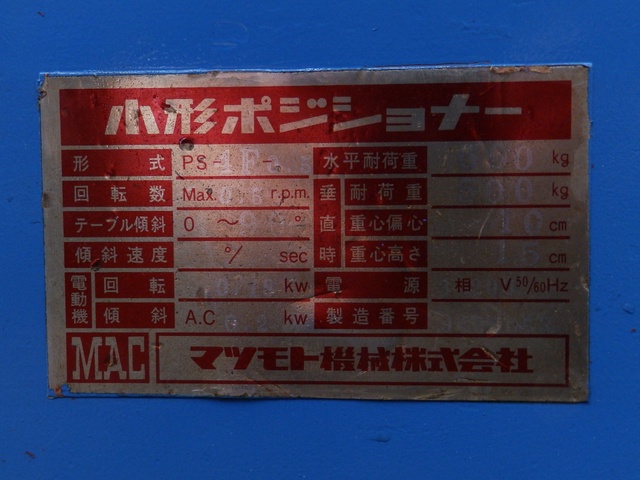 小形ポジショナー
形式 PS- 水平耐荷重 kg
回転数 Max. r.p.m. 垂直時 耐荷重 kg
テーブル傾斜 0 〜 ° 重心偏心 10 cm
傾斜速度 °/sec 重心高さ 15 cm
電動機 回転 kw 電源 相 V 50/60Hz
傾斜 A.C kw 製造番号
MAC マツモト機械株式会社